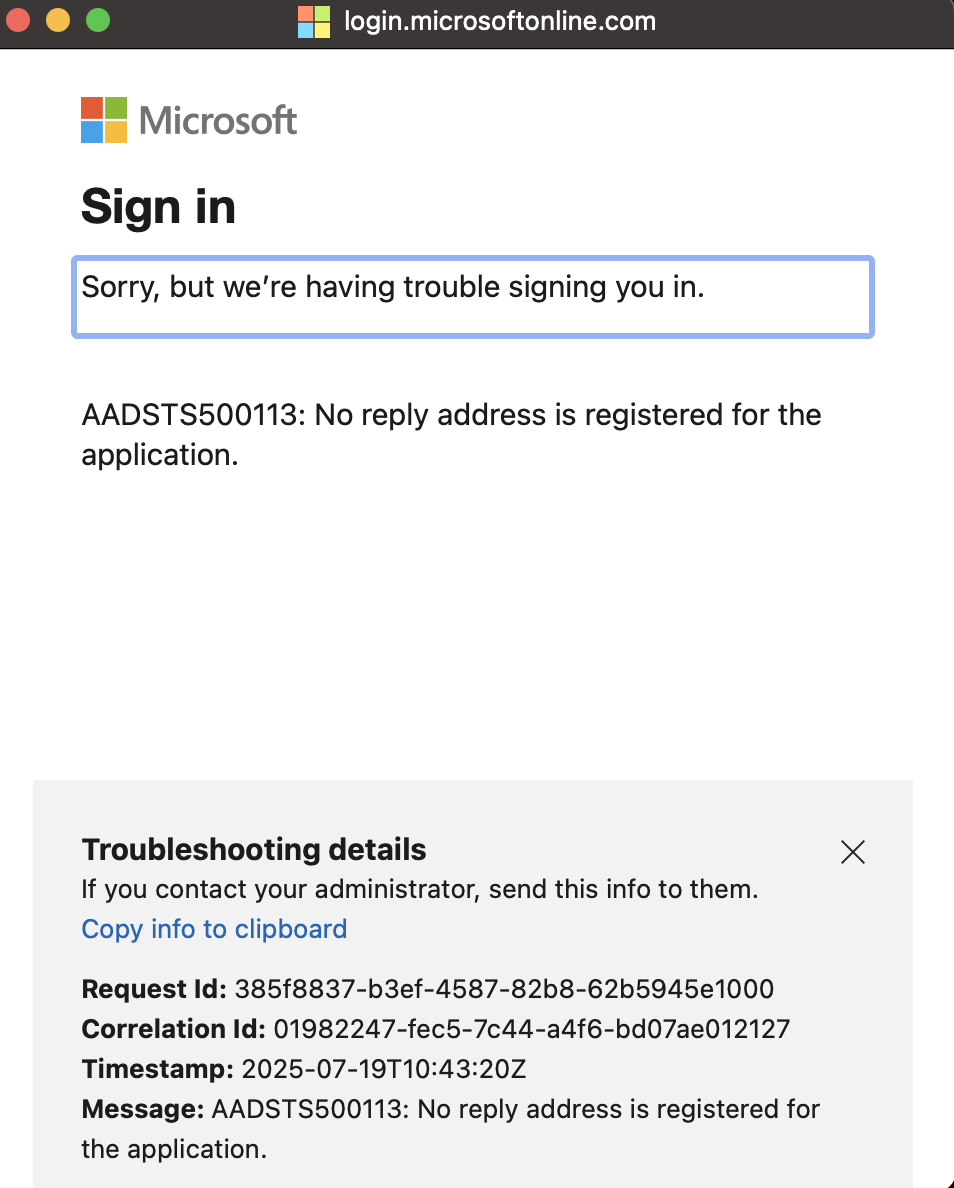 login.microsoftonline.com
Microsoft
Sign in
Sorry, but we’re having trouble signing you in.
AADSTS500113: No reply address is registered for the
application.
Troubleshooting details
If you contact your administrator, send this info to them.
Copy info to clipboard
Request Id: 385f8837-b3ef-4587-82b8-62b5945e1000
Correlation Id: 01982247-fec5-7c44-a4f6-bd07ae012127
Timestamp: 2025-07-19T10:43:20Z
Message: AADSTS500113: No reply address is registered for
the application.